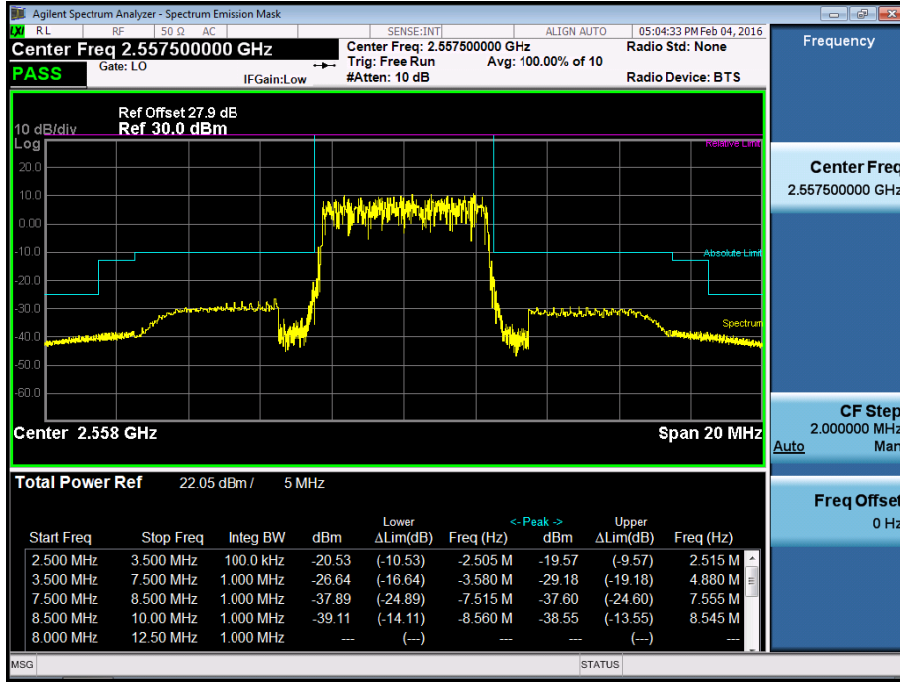 Agilent Spectrum Analyzer - Spectrum Emission Mask
LXI RL RF 50 Ω AC SENSE:INT ALIGN AUTO 05:04:33 PM Feb 04, 2016
Center Freq 2.557500000 GHz
Center Freq: 2.557500000 GHz
Radio Std: None
Gate: LO
Trig: Free Run Avg: 100.00% of 10
PASS
IFGain:Low
#Atten: 10 dB
Radio Device: BTS
Ref Offset 27.9 dB
10 dB/div Ref 30.0 dBm
Log
Relative Limit
20.0
10.0
0.00
-10.0
Absolute Limit
-20.0
-30.0
Spectrum
-40.0
-50.0
-60.0
Center 2.558 GHz Span 20 MHz
Total Power Ref 22.05 dBm / 5 MHz
Lower <- Peak -> Upper
Start Freq Stop Freq Integ BW dBm ΔLim(dB) Freq (Hz) dBm ΔLim(dB) Freq (Hz)
2.500 MHz 3.500 MHz 100.0 kHz -20.53 (-10.53) -2.505 M -19.57 (-9.57) 2.515 M
3.500 MHz 7.500 MHz 1.000 MHz -26.64 (-16.64) -3.580 M -29.18 (-19.18) 4.880 M
7.500 MHz 8.500 MHz 1.000 MHz -37.89 (-24.89) -7.515 M -37.60 (-24.60) 7.555 M
8.500 MHz 10.00 MHz 1.000 MHz -39.11 (-14.11) -8.560 M -38.55 (-13.55) 8.545 M
8.000 MHz 12.50 MHz 1.000 MHz --- (---) --- --- (---) ---
MSG STATUS
Frequency
Center Freq
2.557500000 GHz
CF Step
2.000000 MHz
Auto Man
Freq Offset
0 Hz